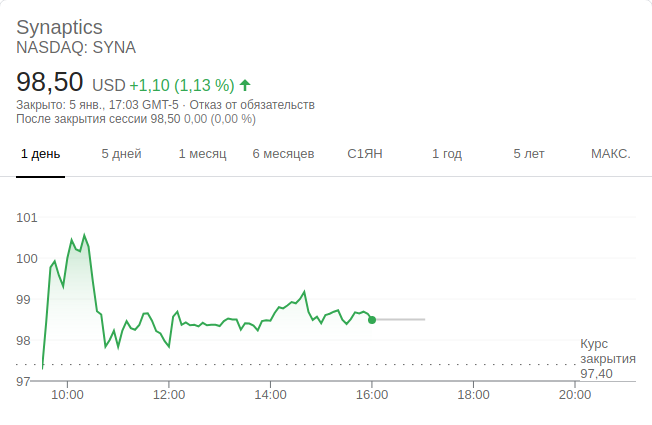 Synaptics
NASDAQ: SYNA
98,50 USD +1,10 (1,13 %)
Закрыто: 5 янв., 17:03 GMT-5 · Отказ от обязательств
После закрытия сессии 98,50 0,00 (0,00 %)
1 день 5 дней 1 месяц 6 месяцев С1ЯН 1 год 5 лет МАКС.
101
100
99
98
Курс
закрытия
97,40
97
10:00 12:00 14:00 16:00 18:00 20:00